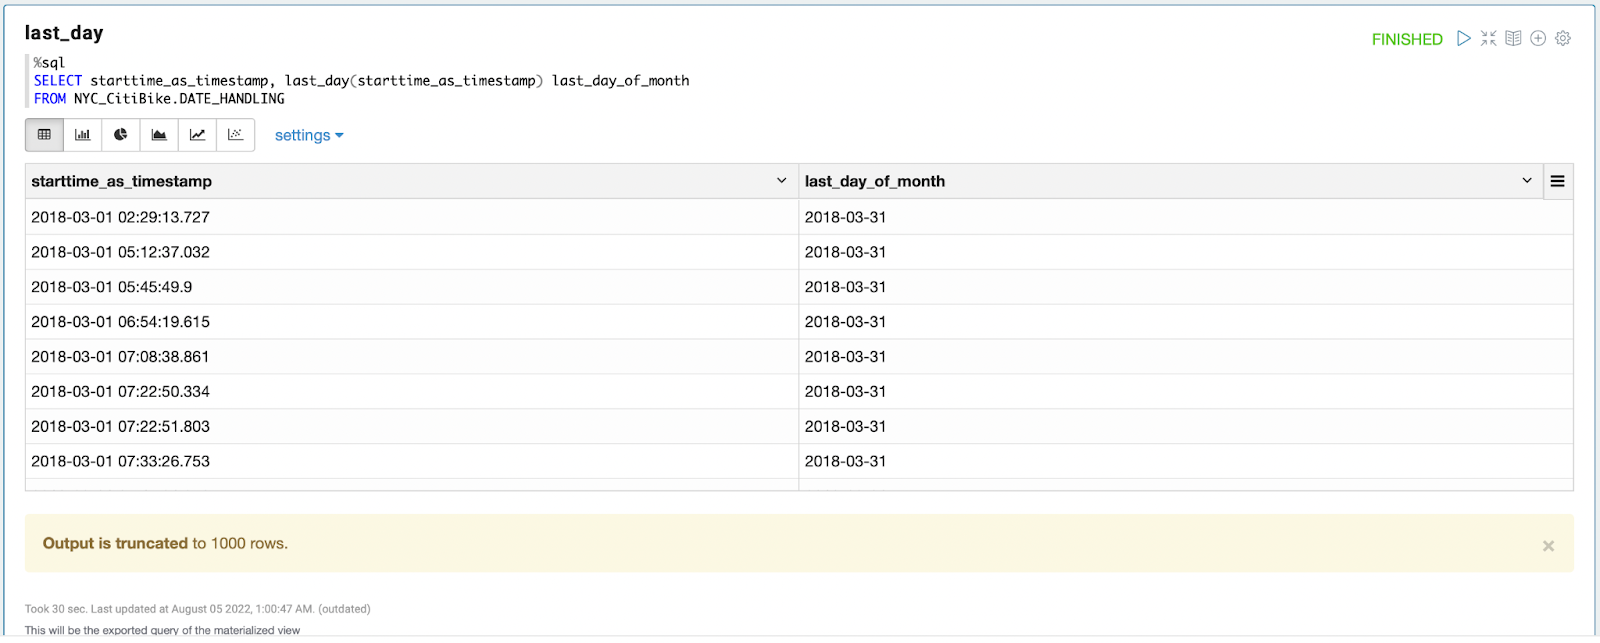 last_day
FINISHED
%sql
SELECT starttime_as_timestamp, last_day(starttime_as_timestamp) last_day_of_month
FROM NYC_CitiBike.DATE_HANDLING
settings
starttime_as_timestamp last_day_of_month
2018-03-01 02:29:13.727 2018-03-31
2018-03-01 05:12:37.032 2018-03-31
2018-03-01 05:45:49.9 2018-03-31
2018-03-01 06:54:19.615 2018-03-31
2018-03-01 07:08:38.861 2018-03-31
2018-03-01 07:22:50.334 2018-03-31
2018-03-01 07:22:51.803 2018-03-31
2018-03-01 07:33:26.753 2018-03-31
Output is truncated to 1000 rows.
Took 30 sec. Last updated at August 05 2022, 1:00:47 AM. (outdated)
This will be the exported query of the materialized view